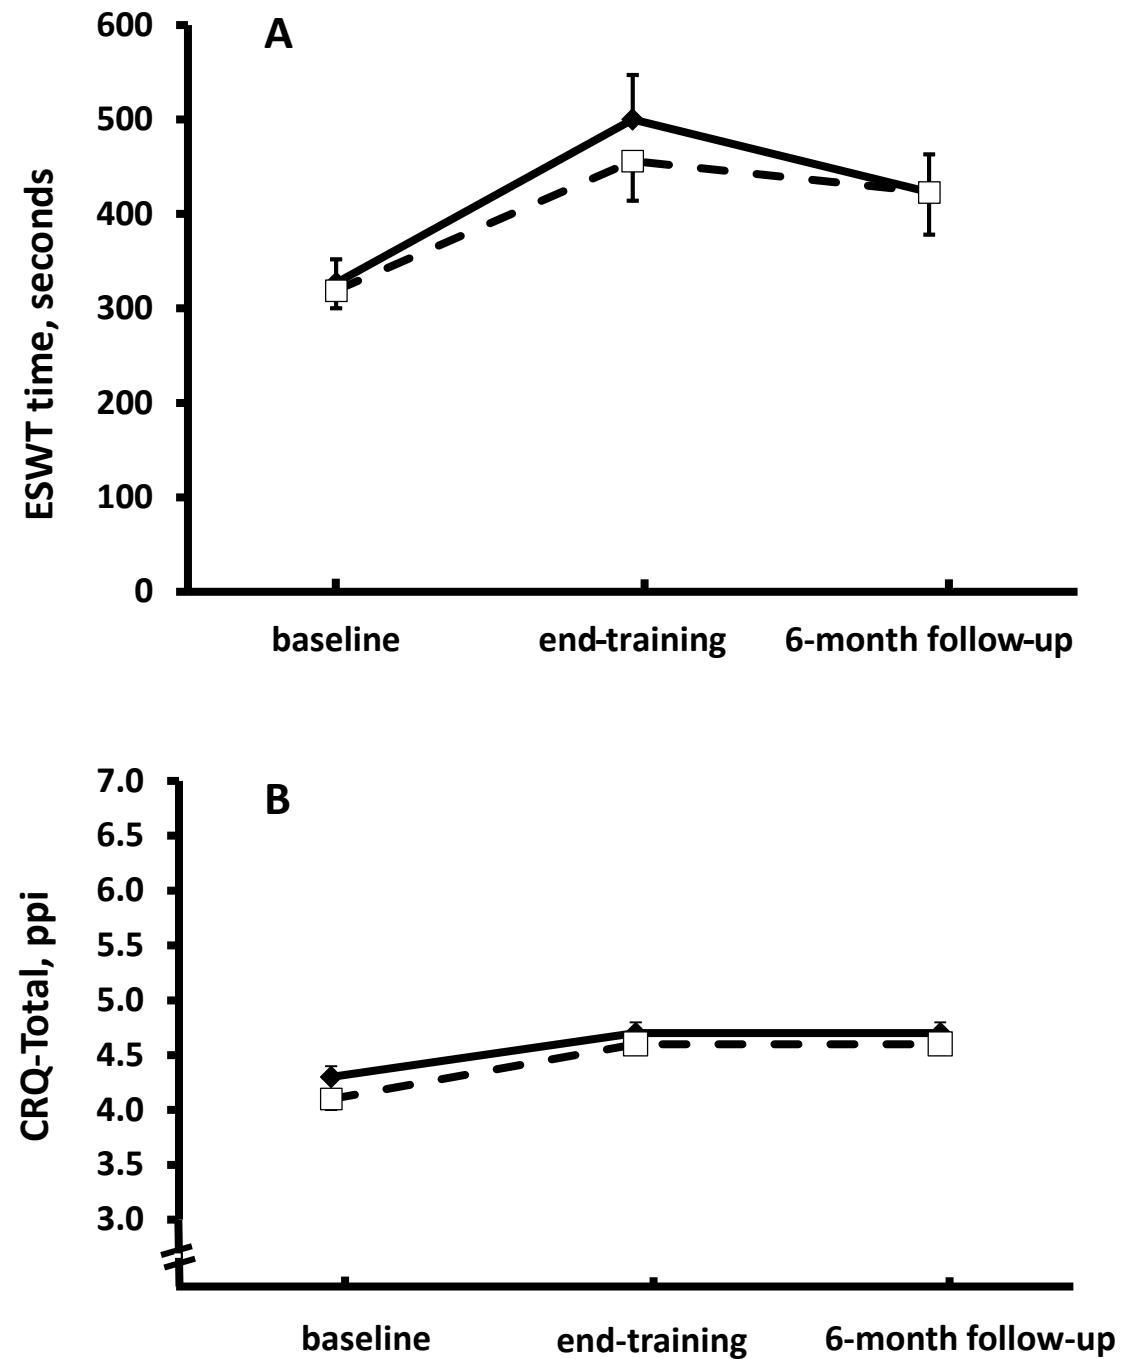 A
600
500
400
300
200
100
0
ESWT time, seconds
baseline end-training 6-month follow-up
B
7.0
6.5
6.0
5.5
5.0
4.5
4.0
3.5
3.0
CRQ-Total, ppi
baseline end-training 6-month follow-up